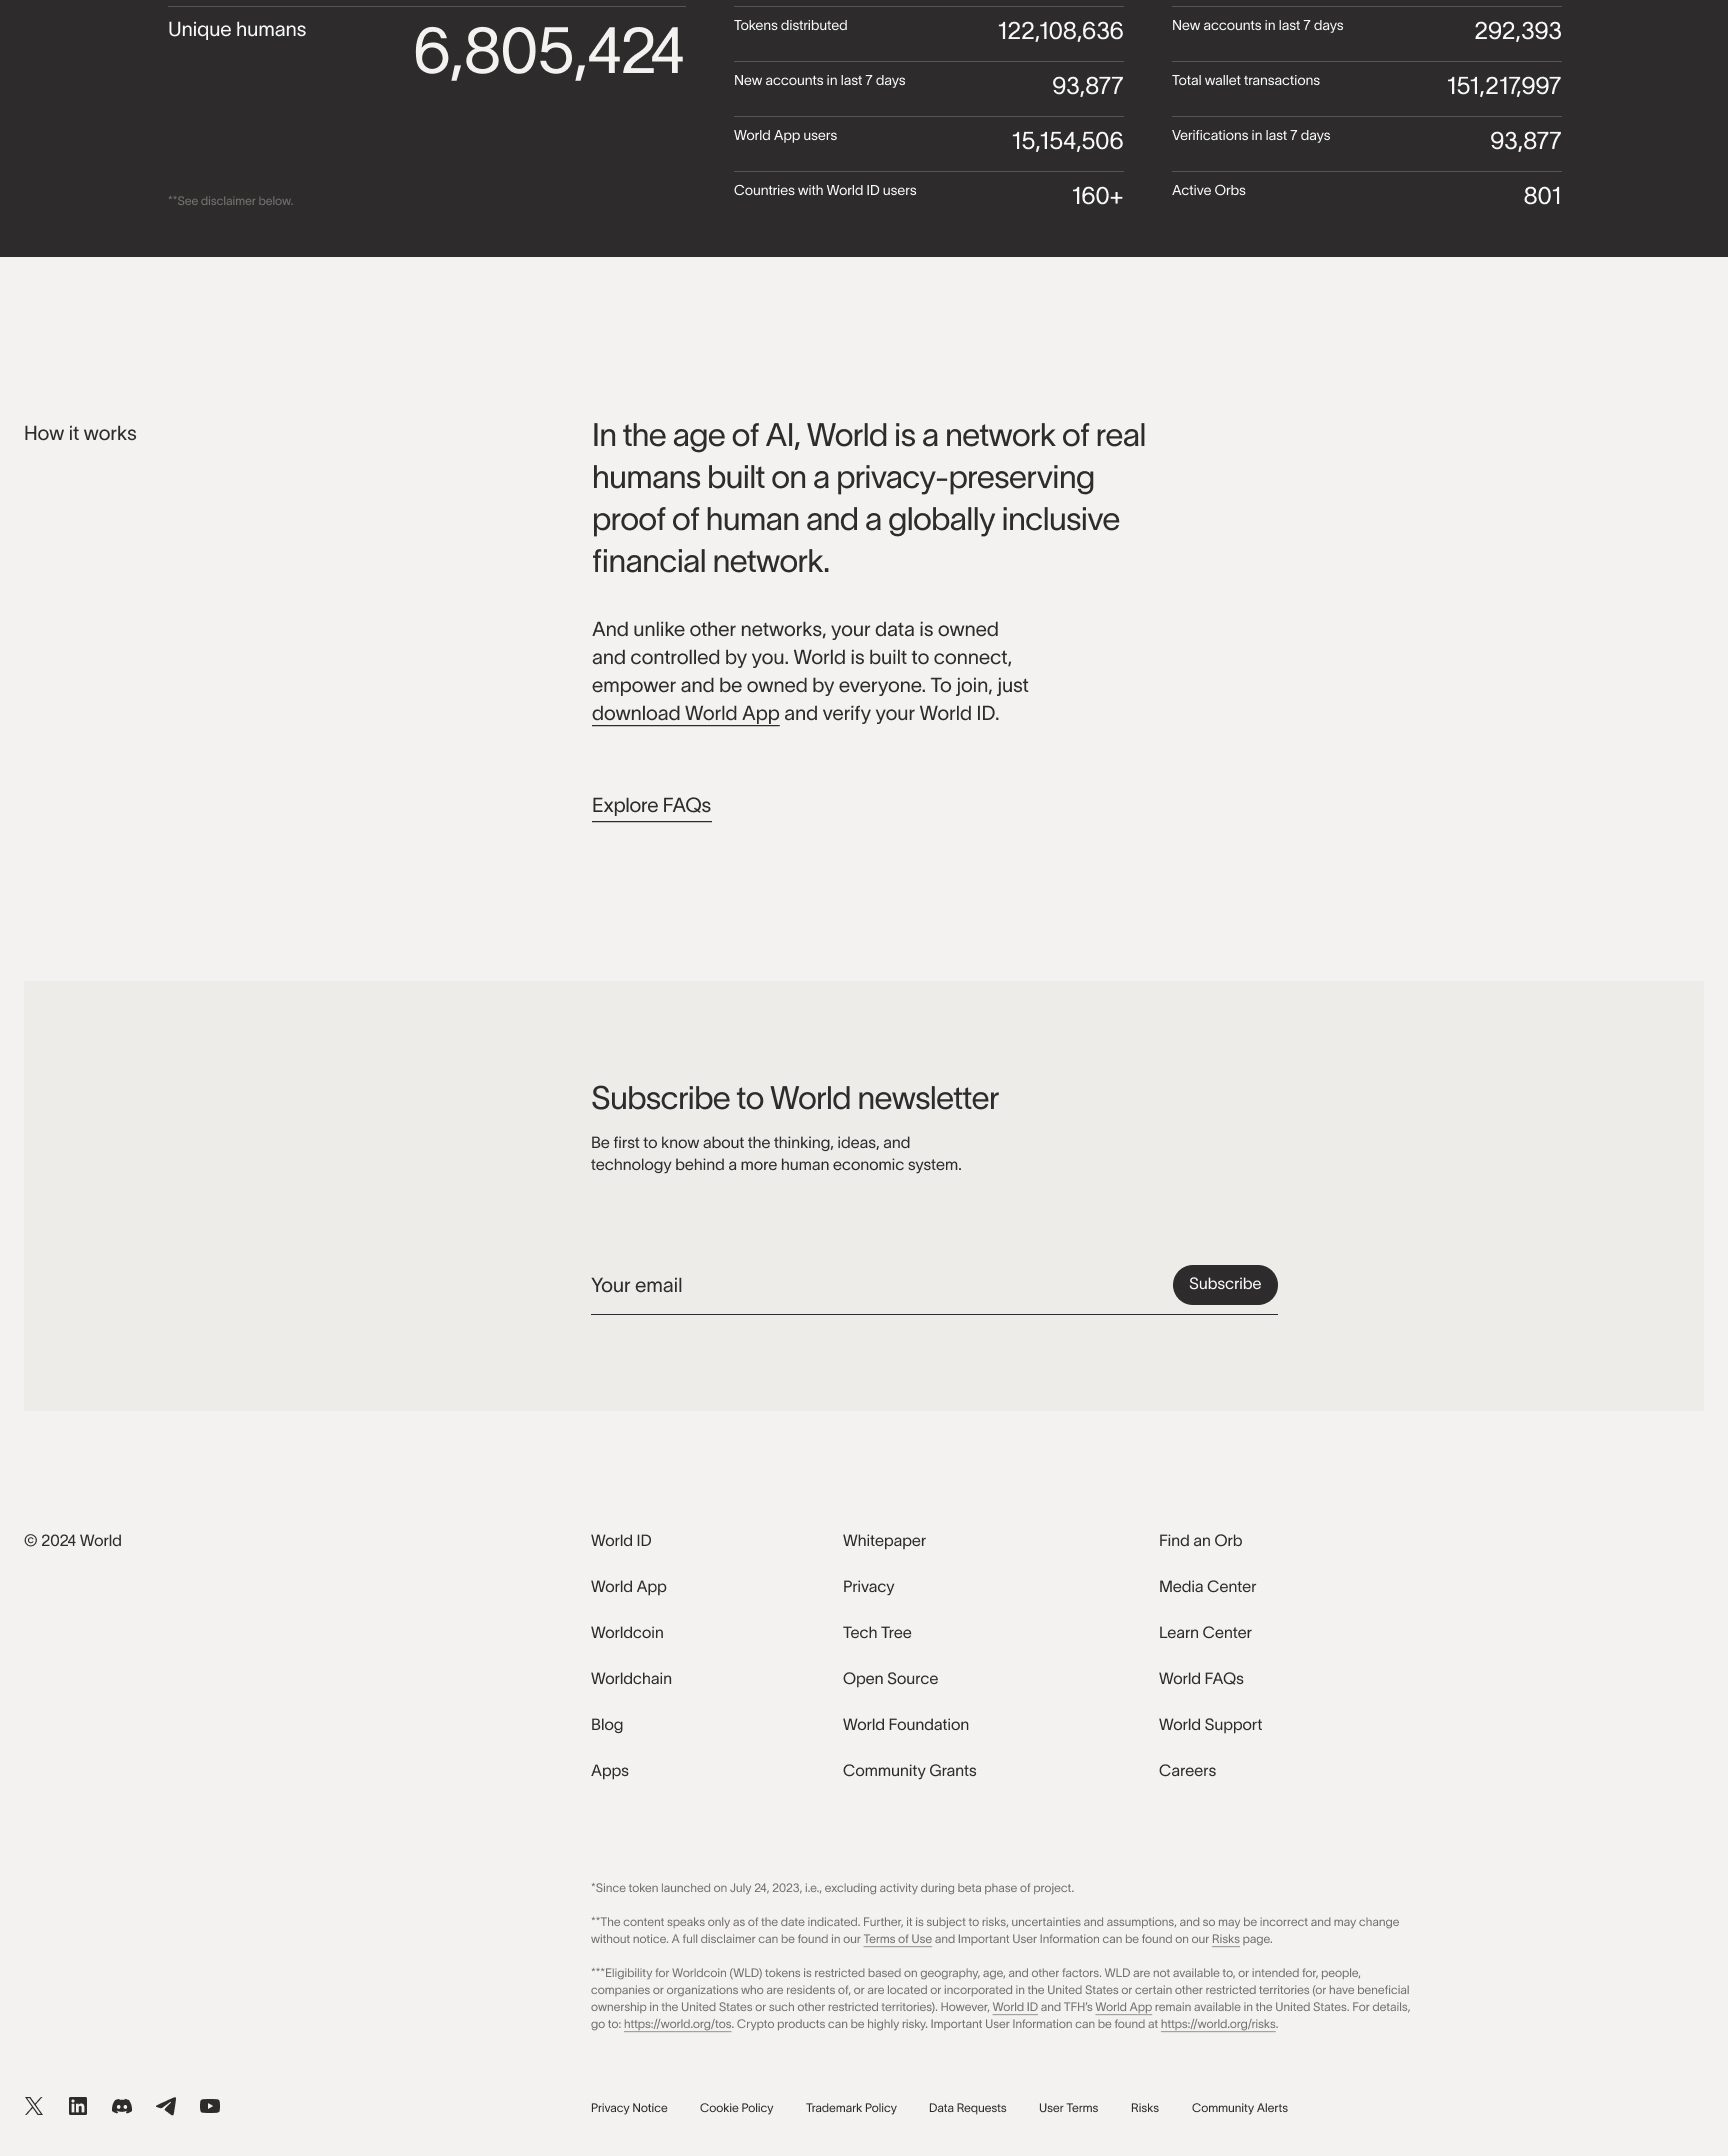 Unique humans
6,805,424
**See disclaimer below.
Tokens distributed 122,108,636
New accounts in last 7 days 93,877
World App users 15,154,506
Countries with World ID users 160+
New accounts in last 7 days 292,393
Total wallet transactions 151,217,997
Verifications in last 7 days 93,877
Active Orbs 801
How it works
In the age of AI, World is a network of real
humans built on a privacy-preserving
proof of human and a globally inclusive
financial network.
And unlike other networks, your data is owned
and controlled by you. World is built to connect,
empower and be owned by everyone. To join, just
download World App and verify your World ID.
Explore FAQs
Subscribe to World newsletter
Be first to know about the thinking, ideas, and
technology behind a more human economic system.
Your email
Subscribe
© 2024 World
World ID
World App
Worldcoin
Worldchain
Blog
Apps
Whitepaper
Privacy
Tech Tree
Open Source
World Foundation
Community Grants
Find an Orb
Media Center
Learn Center
World FAQs
World Support
Careers
*Since token launched on July 24, 2023, i.e., excluding activity during beta phase of project.
**The content speaks only as of the date indicated. Further, it is subject to risks, uncertainties and assumptions, and so may be incorrect and may change
without notice. A full disclaimer can be found in our Terms of Use and Important User Information can be found on our Risks page.
***Eligibility for Worldcoin (WLD) tokens is restricted based on geography, age, and other factors. WLD are not available to, or intended for, people,
companies or organizations who are residents of, or are located or incorporated in the United States or certain other restricted territories (or have beneficial
ownership in the United States or such other restricted territories). However, World ID and TFH's World App remain available in the United States. For details,
go to: https://world.org/tos. Crypto products can be highly risky. Important User Information can be found at https://world.org/risks.
Privacy Notice Cookie Policy Trademark Policy Data Requests User Terms Risks Community Alerts